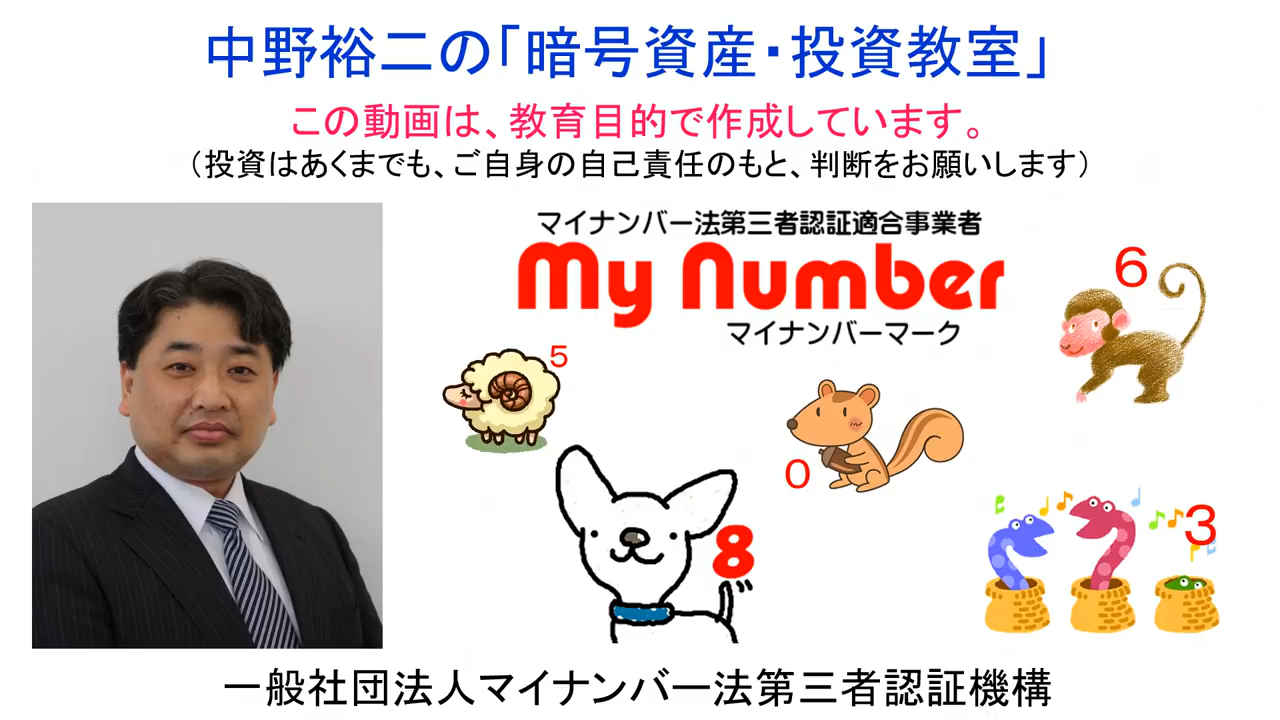 中野裕二の「暗号資産・投資教室」
この動画は、教育目的で作成しています。
（投資はあくまでも、ご自身の自己責任のもと、判断をお願いします）
マイナンバー法第三者認証適合事業者
My Number
マイナンバーマーク
6
5
0
8
3
一般社団法人マイナンバー法第三者認証機構